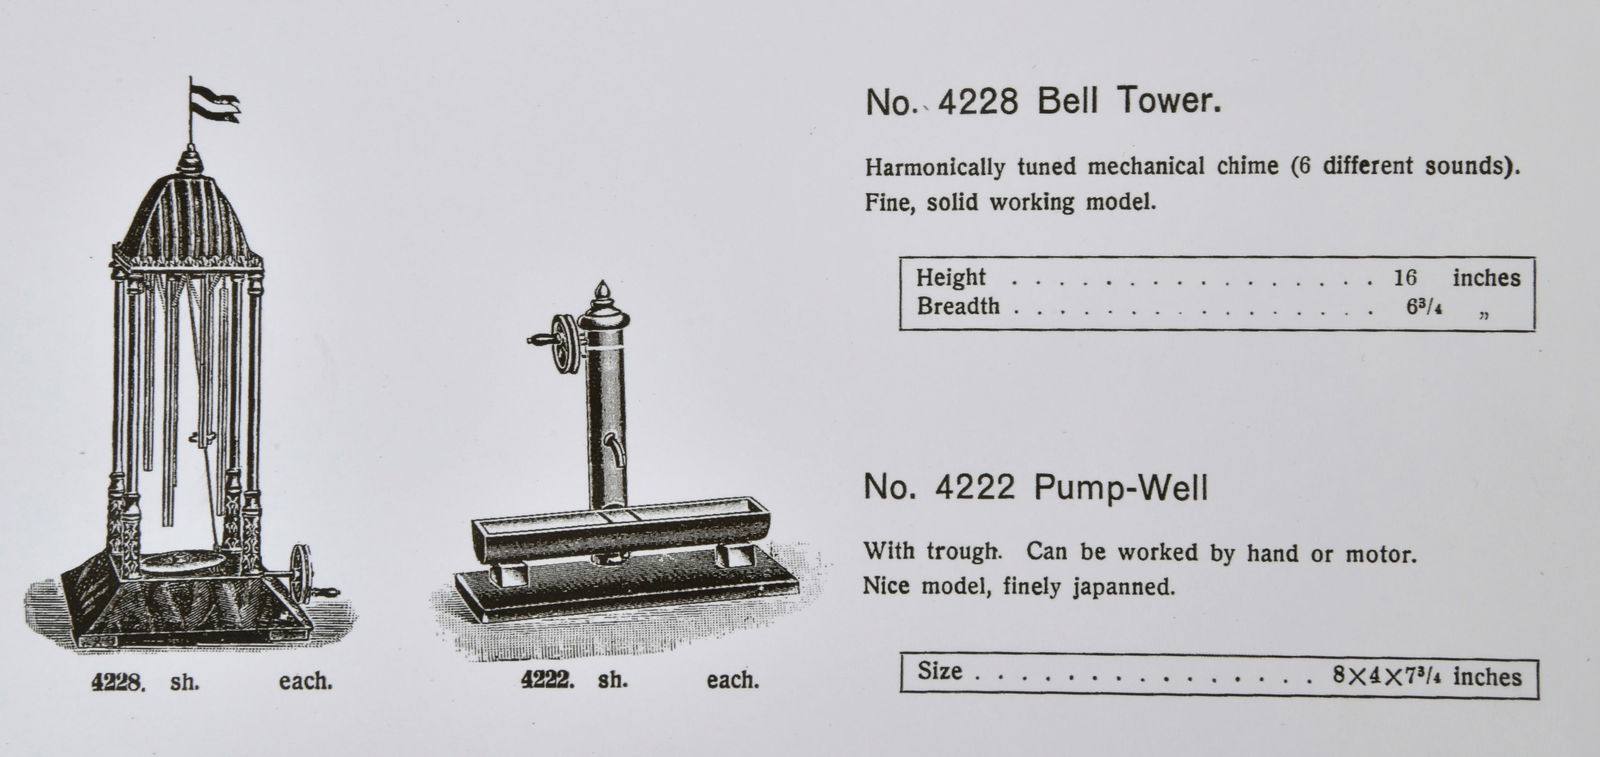 No. 4228 Bell Tower.
Harmonically tuned mechanical chime (6 different sounds).
Fine, solid working model.
Height . . . . . . . . . . . . . . . . 16 inches
Breadth . . . . . . . . . . . . . . . . 6³/₄ „
4228. sh. each.
No. 4222 Pump-Well
With trough. Can be worked by hand or motor.
Nice model, finely japanned.
Size . . . . . . . . . . . . . . . 8×4×7³/₄ inches
4222. sh. each.